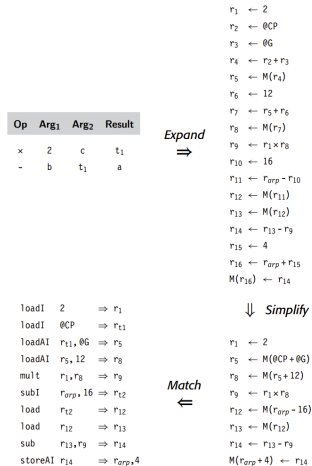 Op Arg₁ Arg₂ Result
× 2 c t₁
- b t₁ a
Expand
⇒
r₁ ← 2
r₂ ← @CP
r₃ ← @G
r₄ ← r₂+r₃
r₅ ← M(r₄)
r₆ ← 12
r₇ ← r₅+r₆
r₈ ← M(r₇)
r₉ ← r₁×r₈
r₁₀ ← 16
r₁₁ ← rₐᵣₚ-r₁₀
r₁₂ ← M(r₁₁)
r₁₃ ← M(r₁₂)
r₁₄ ← r₁₃-r₉
r₁₅ ← 4
r₁₆ ← rₐᵣₚ+r₁₅
M(r₁₆) ← r₁₄
⇓ Simplify
r₁ ← 2
r₅ ← M(@CP+@G)
r₈ ← M(r₅+12)
r₉ ← r₁×r₈
r₁₂ ← M(rₐᵣₚ-16)
r₁₃ ← M(r₁₂)
r₁₄ ← r₁₃-r₉
M(rₐᵣₚ+4) ← r₁₄
Match
⇐
loadI 2 ⇒ r₁
loadI @CP ⇒ rₜ₁
loadAI rₜ₁,@G ⇒ r₅
loadAI r₅,12 ⇒ r₈
mult r₁,r₈ ⇒ r₉
subI rₐᵣₚ,16 ⇒ rₜ₂
load rₜ₂ ⇒ r₁₂
load r₁₂ ⇒ r₁₃
sub r₁₃,r₉ ⇒ r₁₄
storeAI r₁₄ ⇒ rₐᵣₚ,4